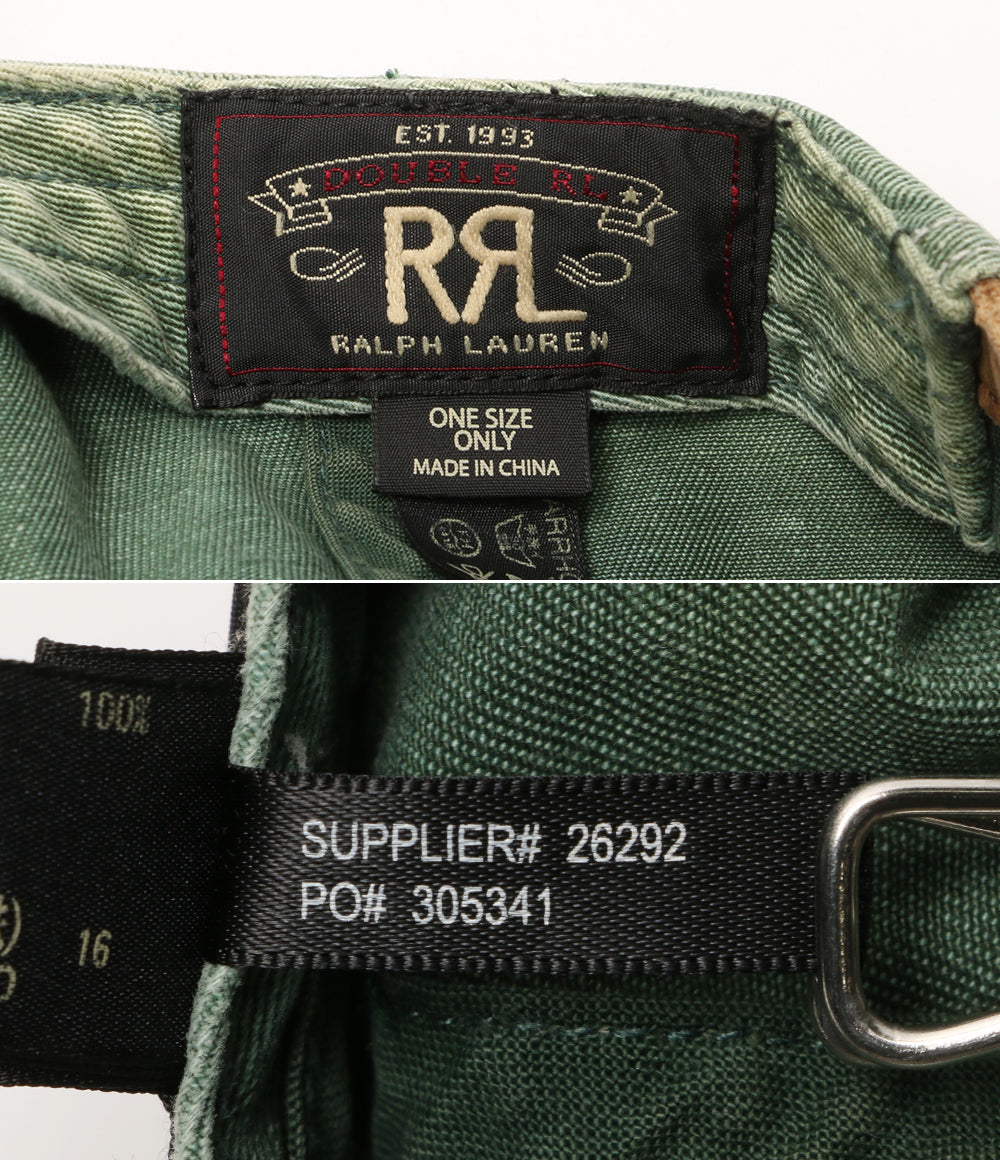 EST. 1993
DOUBLE RL
RRL
RALPH LAUREN
ONE SIZE
ONLY
MADE IN CHINA
100%
SUPPLIER# 26292
PO# 305341
16